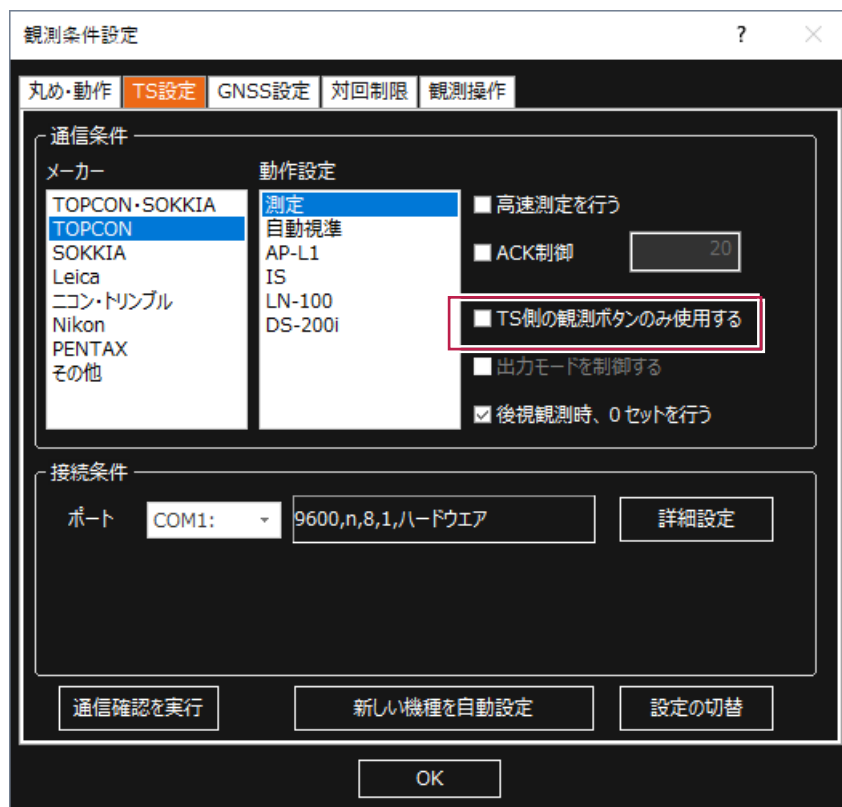 観測条件設定
?
丸め・動作 TS設定 GNSS設定 対回制限 観測操作
通信条件
メーカー
TOPCON・SOKKIA
TOPCON
SOKKIA
Leica
ニコン・トリンブル
Nikon
PENTAX
その他
動作設定
測定
自動視準
AP-L1
IS
LN-100
DS-200i
高速測定を行う
ACK制御 20
TS側の観測ボタンのみ使用する
出力モードを制御する
後視観測時、0セットを行う
接続条件
ポート COM1: 9600,n,8,1,ハードウエア 詳細設定
通信確認を実行 新しい機種を自動設定 設定の切替
OK